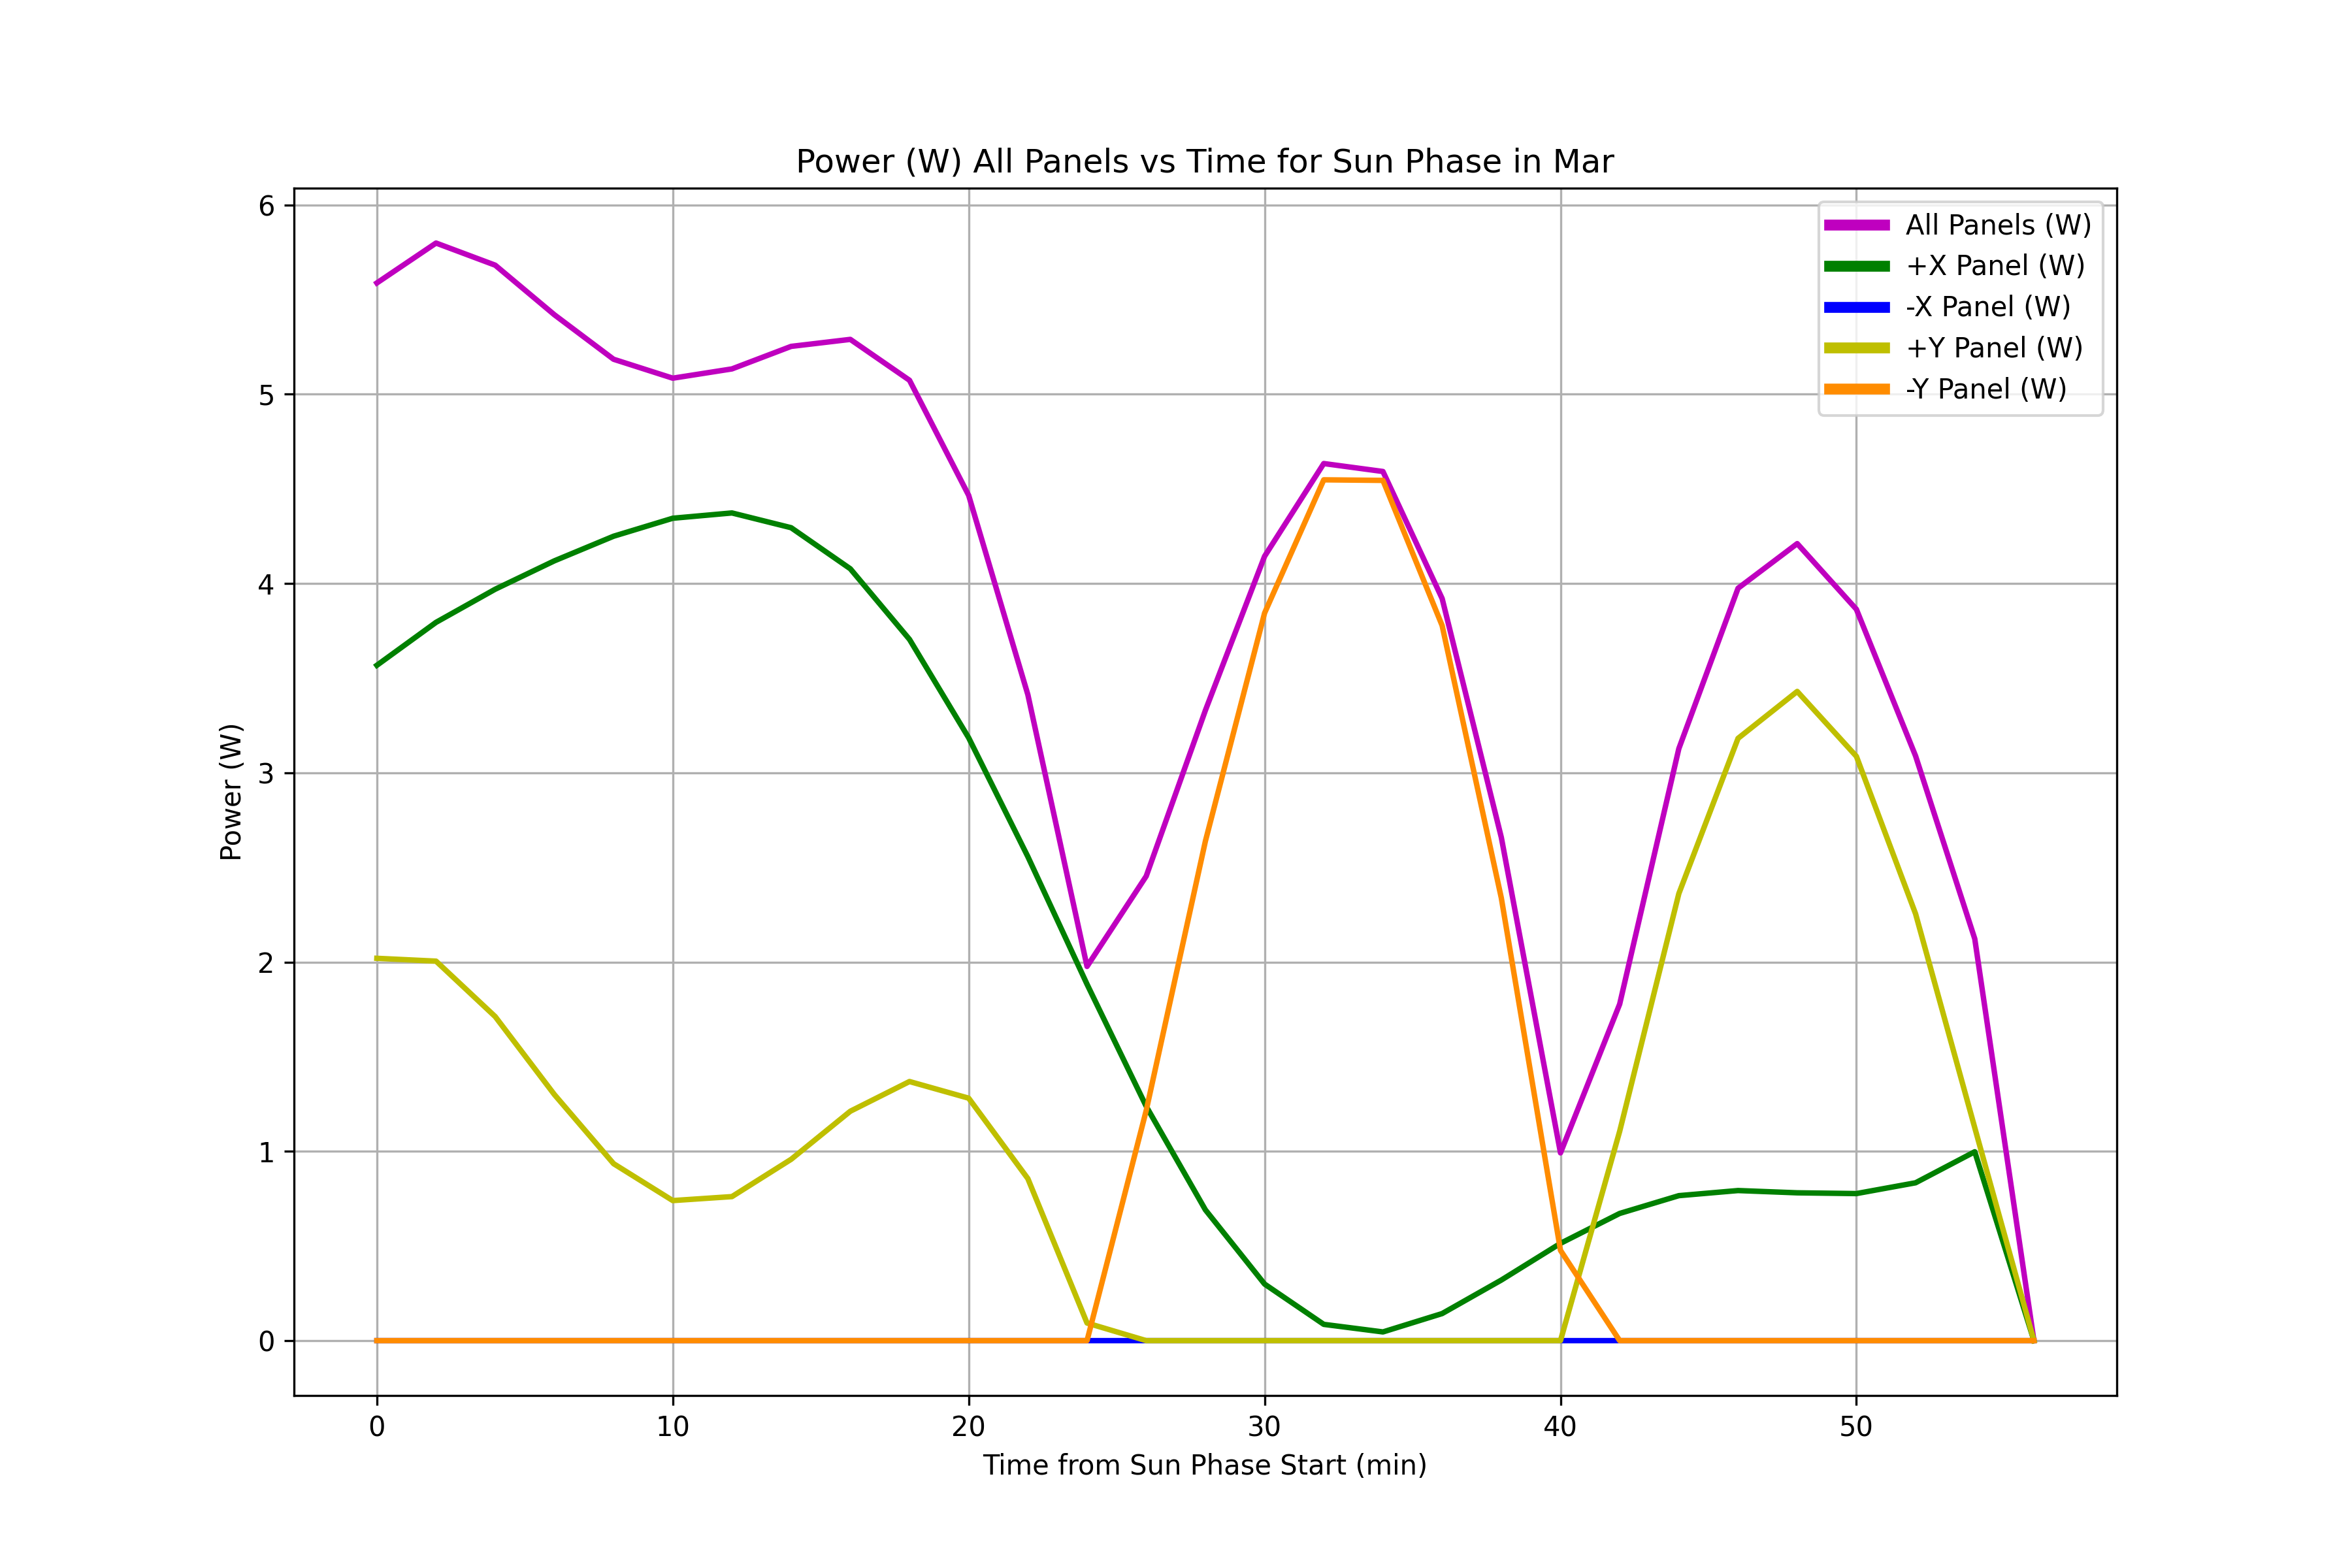 Power (W) All Panels vs Time for Sun Phase in Mar
6
5
4
3
2
1
0
Power (W)
All Panels (W)
+X Panel (W)
-X Panel (W)
+Y Panel (W)
-Y Panel (W)
0 10 20 30 40 50
Time from Sun Phase Start (min)